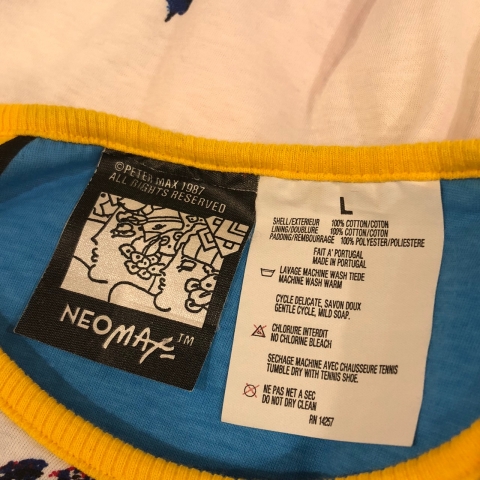 ©PETER MAX 1987
ALL RIGHTS RESERVED
NEOMAX™
L
SHELL/EXTERIEUR 100% COTTON/COTON
LINING/DOUBLURE 100% COTTON/COTON
PADDING/REMBOURRAGE 100% POLYESTER/POLIESTERE
FAIT A' PORTUGAL
MADE IN PORTUGAL
LAVAGE MACHINE WASH TIEDE
MACHINE WASH WARM
CYCLE DELICATE, SAVON DOUX
GENTLE CYCLE, MILD SOAP.
CHLORURE INTERDIT
NO CHLORINE BLEACH
SECHAGE MACHINE AVEC CHAUSSEURE TENNIS
TUMBLE DRY WITH TENNIS SHOE.
NE PAS NET A SEC
DO NOT DRY CLEAN
RN 14257